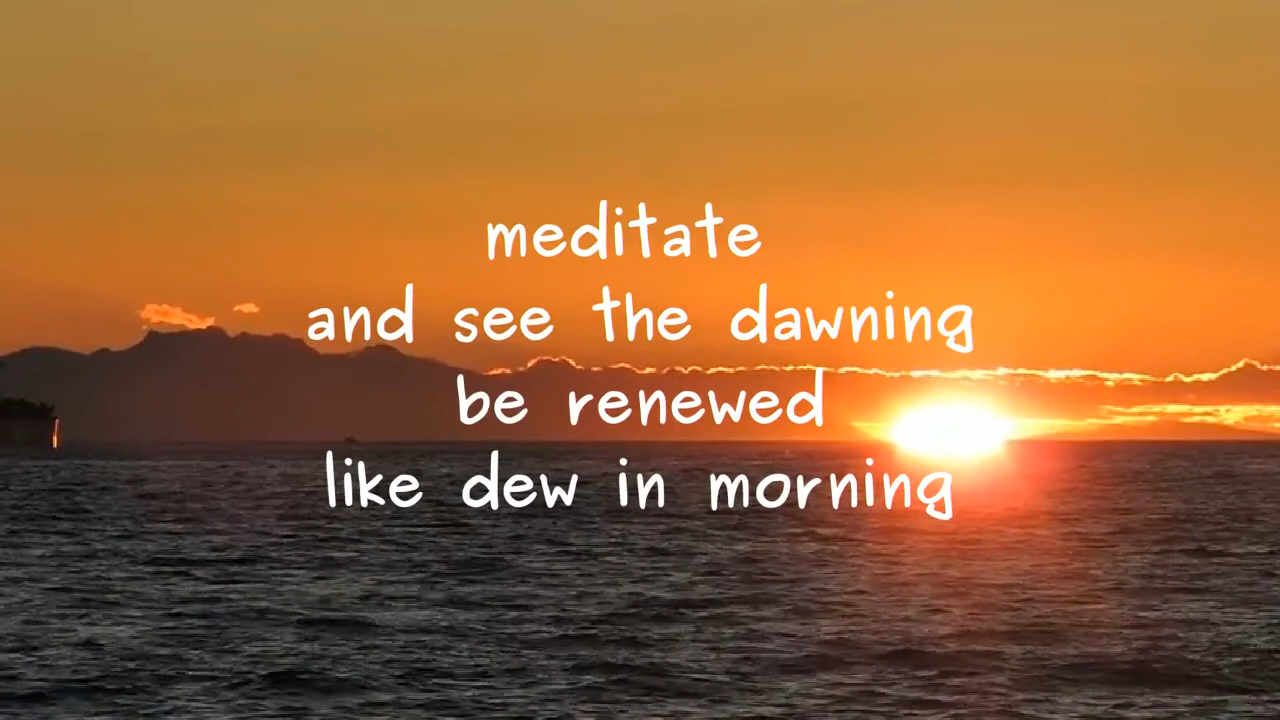 meditate
and see the dawning
be renewed
like dew in morning